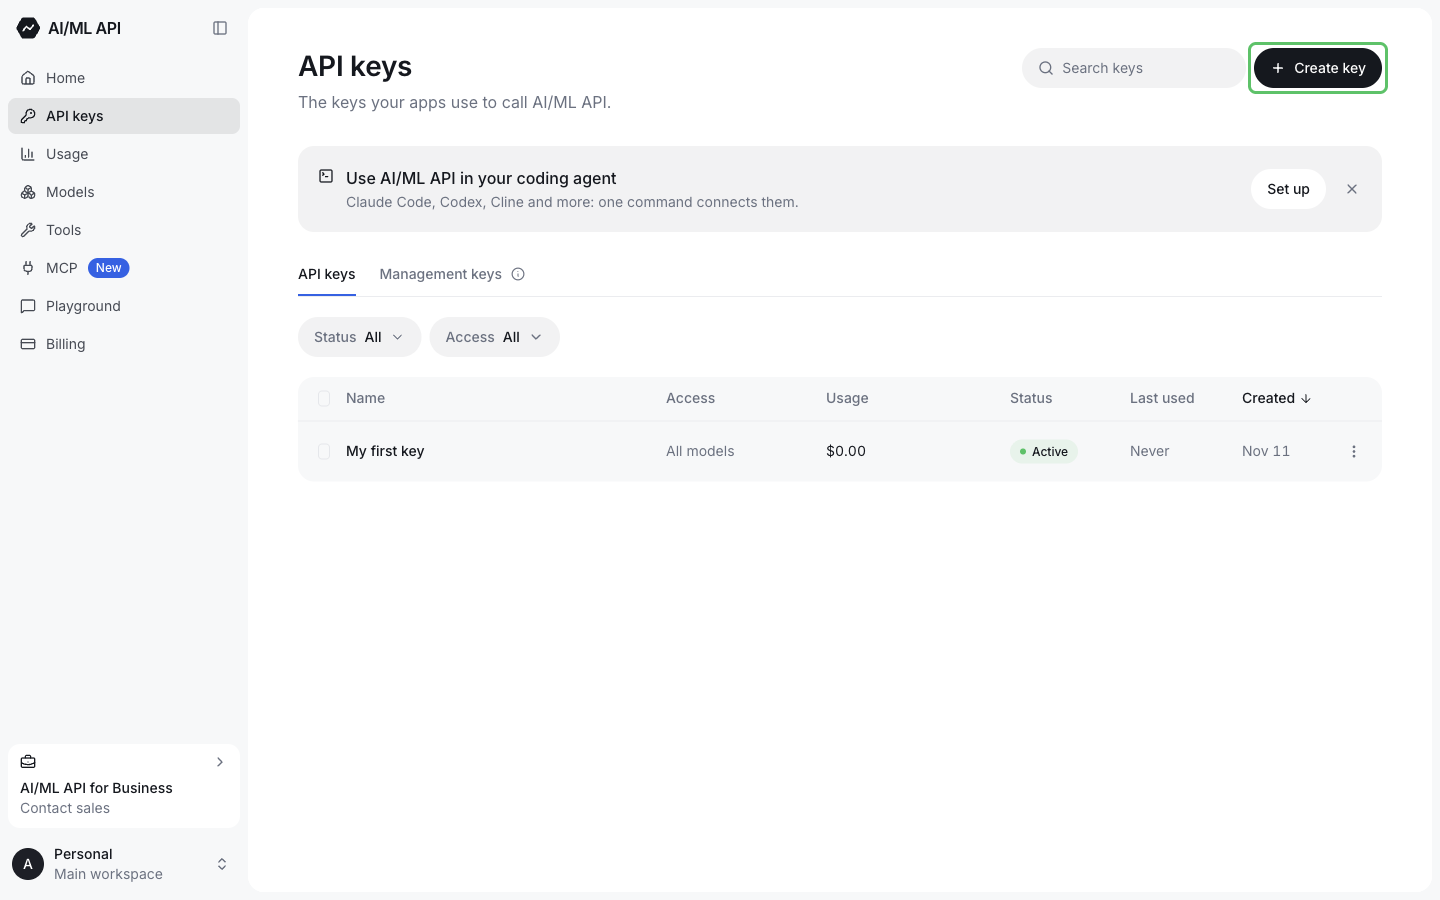 AI/ML API
Home
API keys
Usage
Models
Tools
MCP New
Playground
Billing
AI/ML API for Business
Contact sales
A
Personal
Main workspace
API keys
The keys your apps use to call AI/ML API.
Search keys
Create key
Use AI/ML API in your coding agent
Claude Code, Codex, Cline and more: one command connects them.
Set up
API keys Management keys
Status All Access All
Name Access Usage Status Last used Created
My first key All models $0.00 Active Never Nov 11